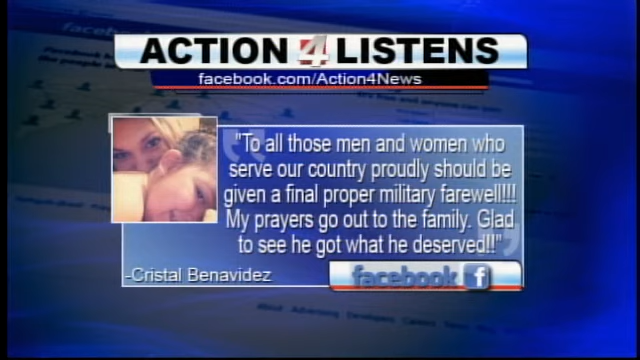 ACTION 4 LISTENS
facebook.com/Action4News
"To all those men and women who
serve our country proudly should be
given a final proper military farewell!!!
My prayers go out to the family. Glad
to see he got what he deserved!!"
-Cristal Benavidez
facebook f